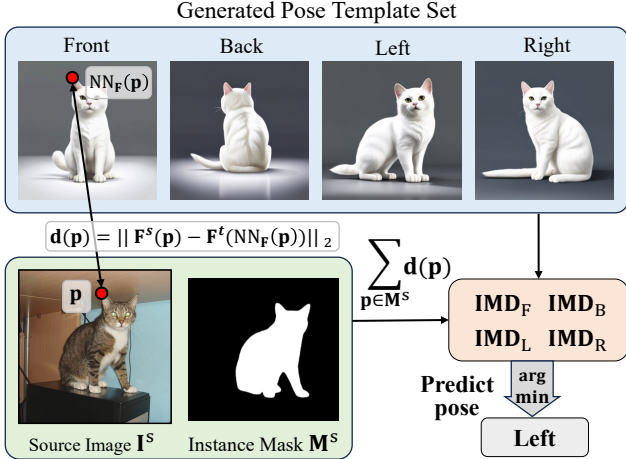 Generated Pose Template Set
Front Back Left Right
NN_F(p)
d(p) = || F^s(p) − F^t(NN_F(p))||_2
∑_{p∈M^S} d(p)
p
IMD_F IMD_B
IMD_L IMD_R
Predict pose
arg min
Left
Source Image I^S
Instance Mask M^S